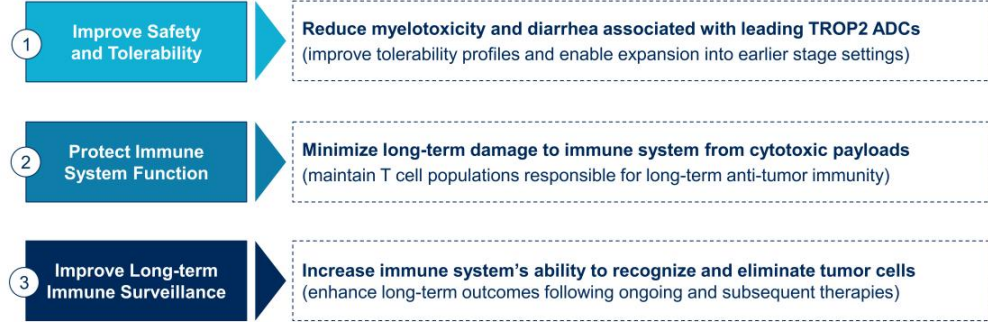 1
Improve Safety
and Tolerability
Reduce myelotoxicity and diarrhea associated with leading TROP2 ADCs
(improve tolerability profiles and enable expansion into earlier stage settings)
2
Protect Immune
System Function
Minimize long-term damage to immune system from cytotoxic payloads
(maintain T cell populations responsible for long-term anti-tumor immunity)
3
Improve Long-term
Immune Surveillance
Increase immune system’s ability to recognize and eliminate tumor cells
(enhance long-term outcomes following ongoing and subsequent therapies)